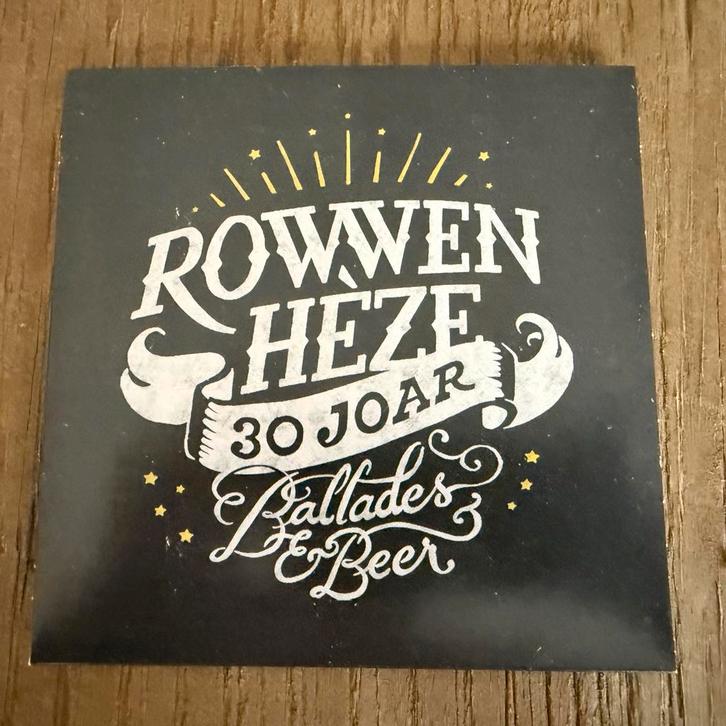 ROWWEN
HÈZE
30 JOAR
Ballades
& Beer